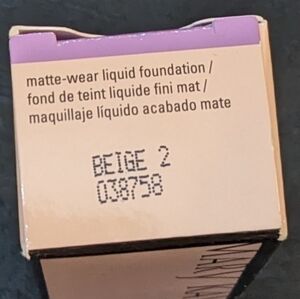 matte-wear liquid foundation /
fond de teint liquide fini mat /
maquillaje líquido acabado mate
BEIGE 2
038758